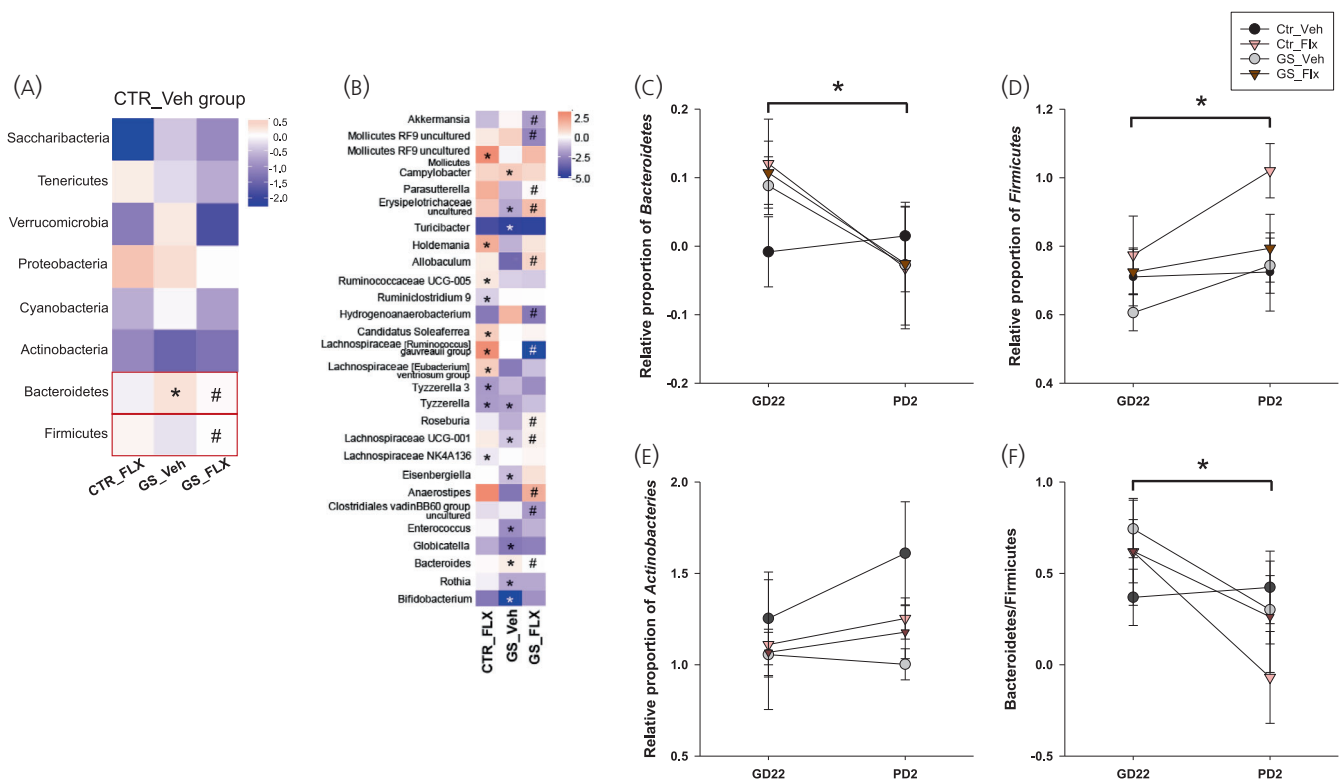 (A)
CTR_Veh group
Saccharibacteria
Tenericutes
Verrucomicrobia
Proteobacteria
Cyanobacteria
Actinobacteria
Bacteroidetes
Firmicutes
* #
#
CTR_FLX
GS_Veh
GS_FLX
0.5
0
-0.5
-1.0
-1.5
-2.0
(B)
Akkermansia #
Mollicutes RF9 uncultured #
Mollicutes RF9 uncultured
Mollicutes *
Campylobacter *
Parasutterella #
Erysipelotrichaceae
uncultured * #
Turicibacter *
Holdemania *
Allobaculum #
Ruminococcaceae UCG-005 *
Ruminiclostridium 9 *
Hydrogenoanaerobacterium #
Candidatus Soleaferrea *
Lachnospiraceae [Ruminococcus]
gauvreauii group * #
Lachnospiraceae [Eubacterium]
ventriosum group *
Tyzzerella 3 *
Tyzzerella * *
Roseburia #
Lachnospiraceae UCG-001 * #
Lachnospiraceae NK4A136 *
Eisenbergiella *
Anaerostipes #
Clostridiales vadinBB60 group
uncultured #
Enterococcus *
Globicatella *
Bacteroides * #
Rothia *
Bifidobacterium *
CTR_FLX
GS_Veh
GS_FLX
2.5
0
-2.5
-5.0
(C)
*
Relative proportion of Bacteroidetes
0.2
0.1
0.0
-0.1
-0.2
GD22 PD2
Ctr_Veh
Ctr_Flx
GS_Veh
GS_Flx
(D)
*
Relative proportion of Firmicutes
1.2
1.0
0.8
0.6
0.4
GD22 PD2
(E)
Relative proportion of Actinobacteries
2.0
1.5
1.0
0.5
GD22 PD2
(F)
*
Bacteroidetes/Firmicutes
1.0
0.5
0.0
-0.5
GD22 PD2